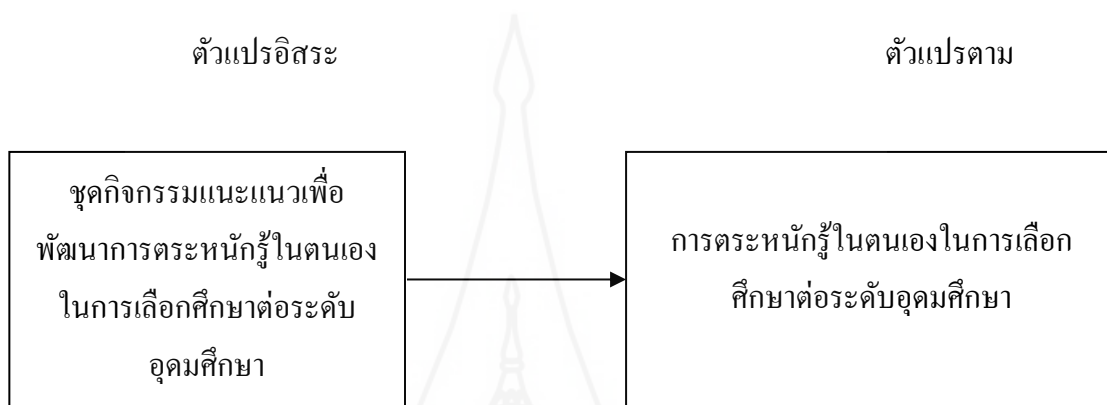 ตัวแปรอิสระ
ตัวแปรตาม
ชุดกิจกรรมแนะแนวเพื่อ
พัฒนาการตระหนักรู้ในตนเอง
ในการเลือกศึกษาต่อระดับ
อุดมศึกษา
การตระหนักรู้ในตนเองในการเลือก
ศึกษาต่อระดับอุดมศึกษา